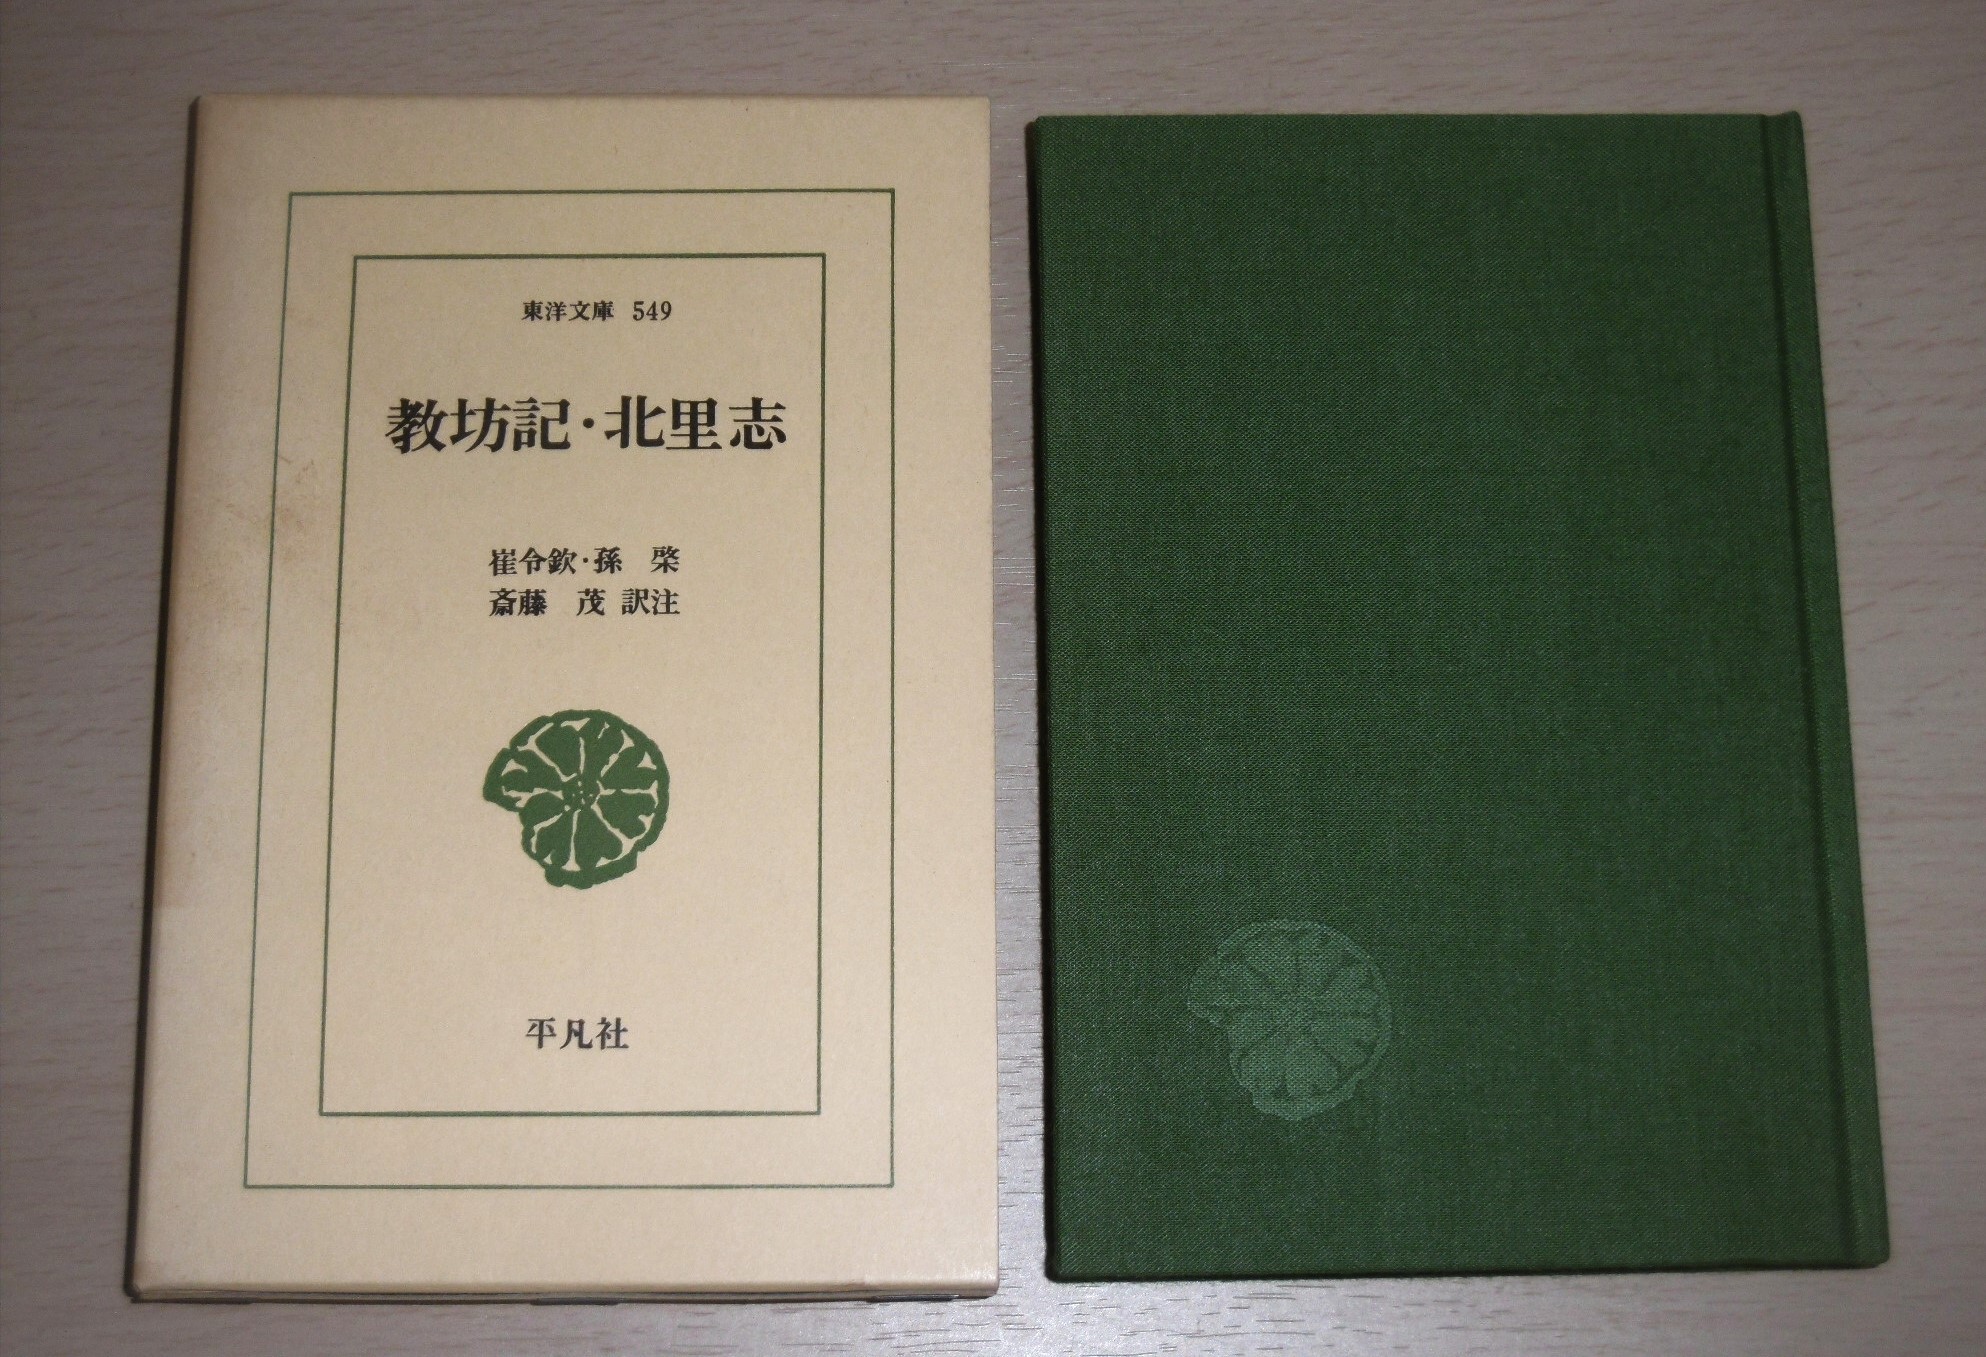 東洋文庫 549
教坊記・北里志
崔令欽・孫　棨
斎藤　茂 訳注
平凡社